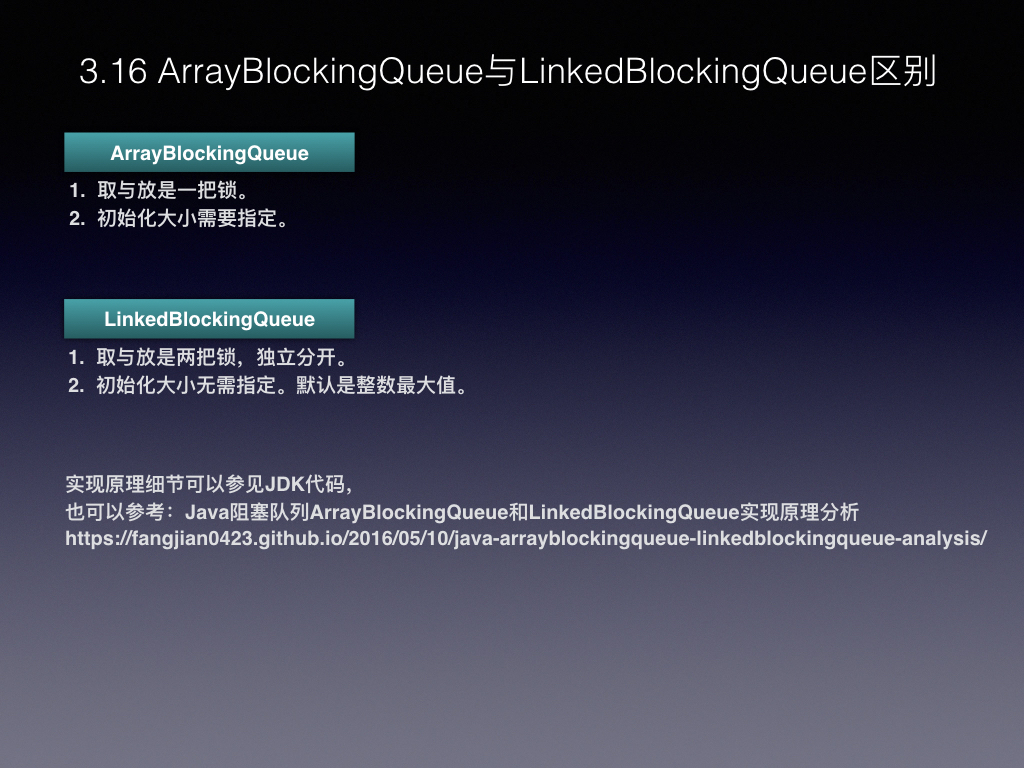 3.16 ArrayBlockingQueue与LinkedBlockingQueue区别
ArrayBlockingQueue
1. 取与放是一把锁。
2. 初始化大小需要指定。
LinkedBlockingQueue
1. 取与放是两把锁，独立分开。
2. 初始化大小无需指定。默认是整数最大值。
实现原理细节可以参见JDK代码，
也可以参考：Java阻塞队列ArrayBlockingQueue和LinkedBlockingQueue实现原理分析
https://fangjian0423.github.io/2016/05/10/java-arrayblockingqueue-linkedblockingqueue-analysis/